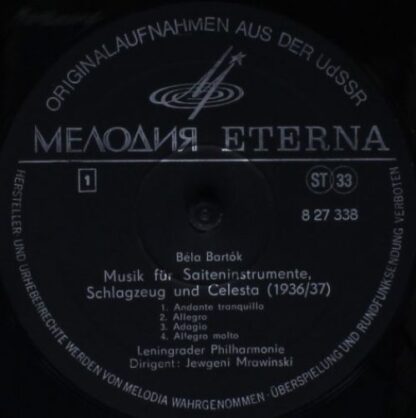 ORIGINALAUFNAHMEN AUS DER UdSSR
МЕЛОДИЯ ETERNA
1
ST 33
8 27 338
Béla Bartók
Musik für Saiteninstrumente,
Schlagzeug und Celesta (1936/37)
1. Andante tranquillo
2. Allegro
3. Adagio
4. Allegro molto
Leningrader Philharmonie
Dirigent: Jewgeni Mrawinski
HERSTELLER- UND URHEBERRECHTE WERDEN VON MELODIA WAHRGENOMMEN · ÜBERSPIELUNG UND RUNDFUNKSENDUNG VERBOTEN